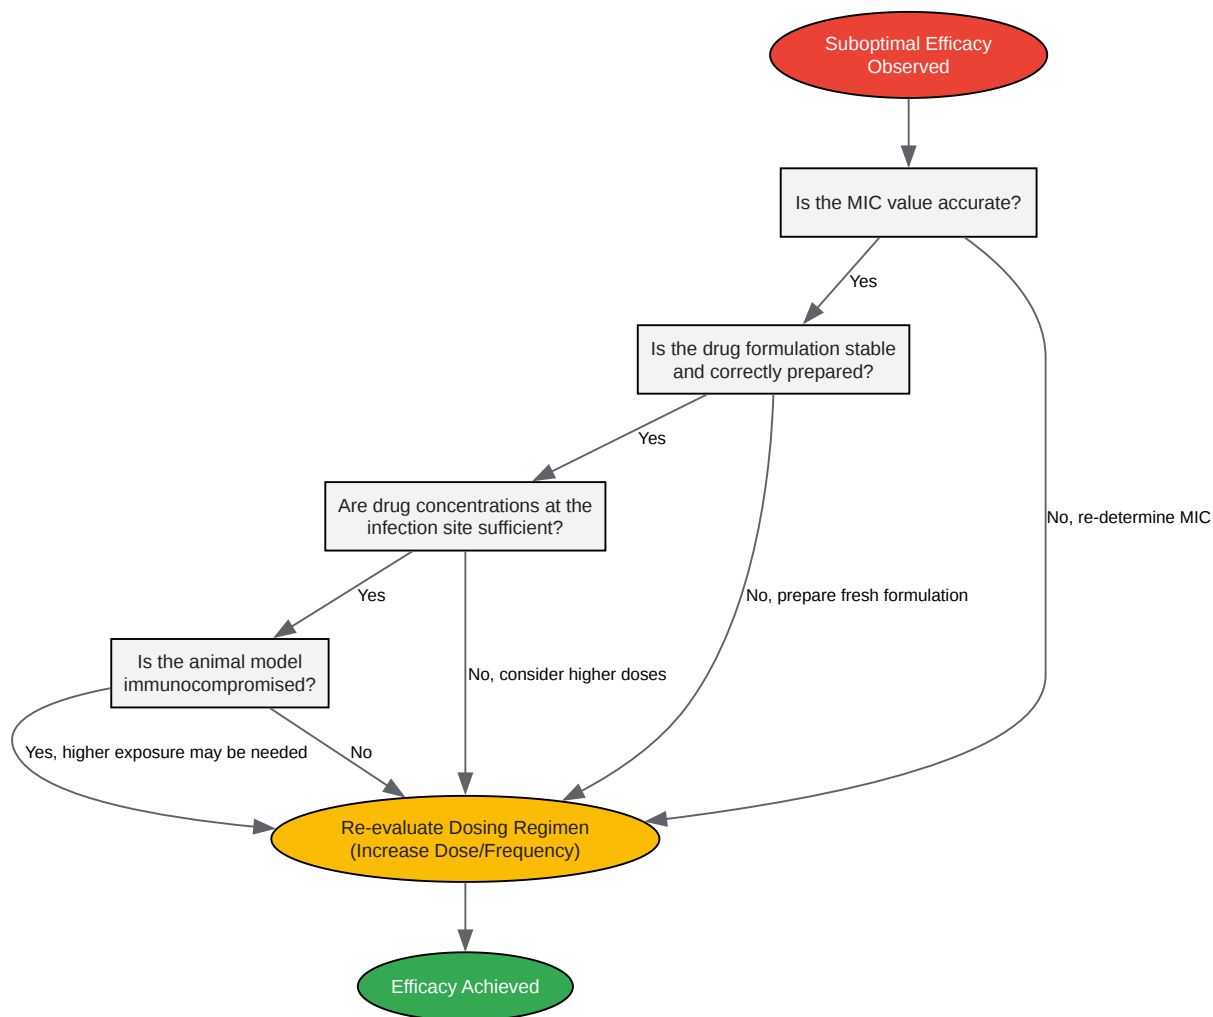 Suboptimal Efficacy
Observed
Is the MIC value accurate?
Yes
Is the drug formulation stable
and correctly prepared?
Yes
Are drug concentrations at the
infection site sufficient?
No, re-determine MIC
Yes
No, prepare fresh formulation
Is the animal model
immunocompromised?
No, consider higher doses
Yes, higher exposure may be needed
No
Re-evaluate Dosing Regimen
(Increase Dose/Frequency)
Efficacy Achieved